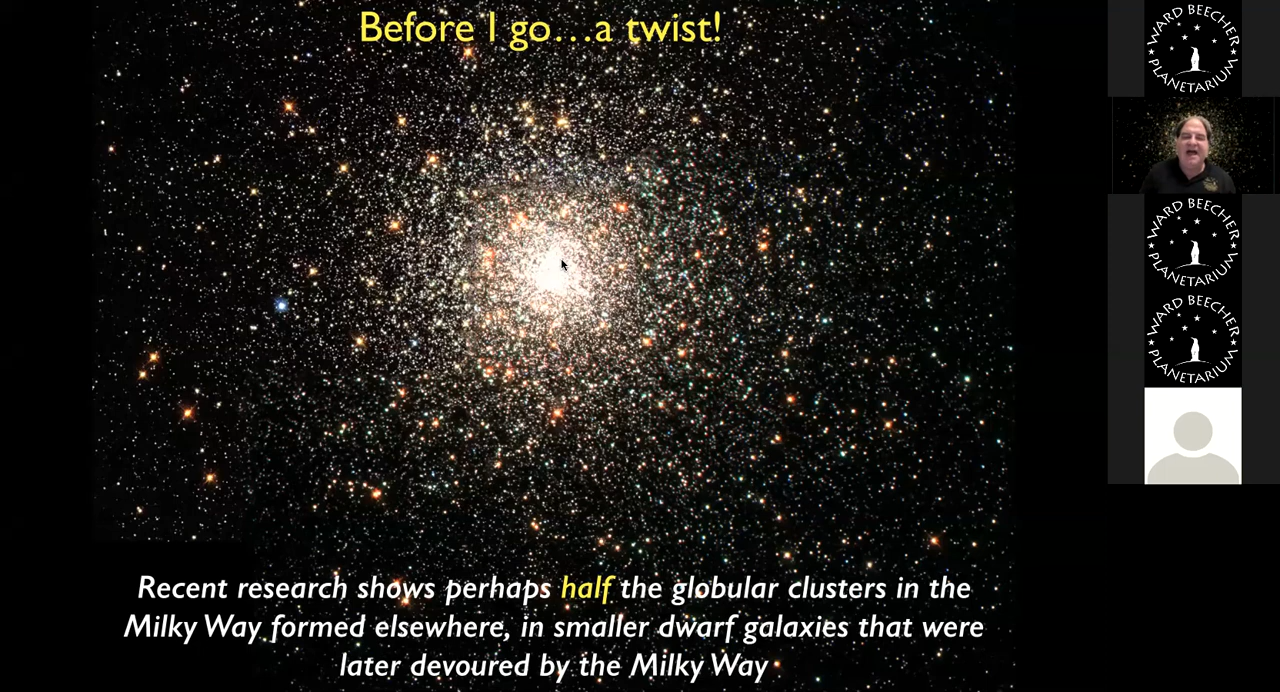 Before I go...a twist!
Recent research shows perhaps half the globular clusters in the
Milky Way formed elsewhere, in smaller dwarf galaxies that were
later devoured by the Milky Way
WARD BEECHER
PLANETARIUM
WARD BEECHER
PLANETARIUM
WARD BEECHER
PLANETARIUM